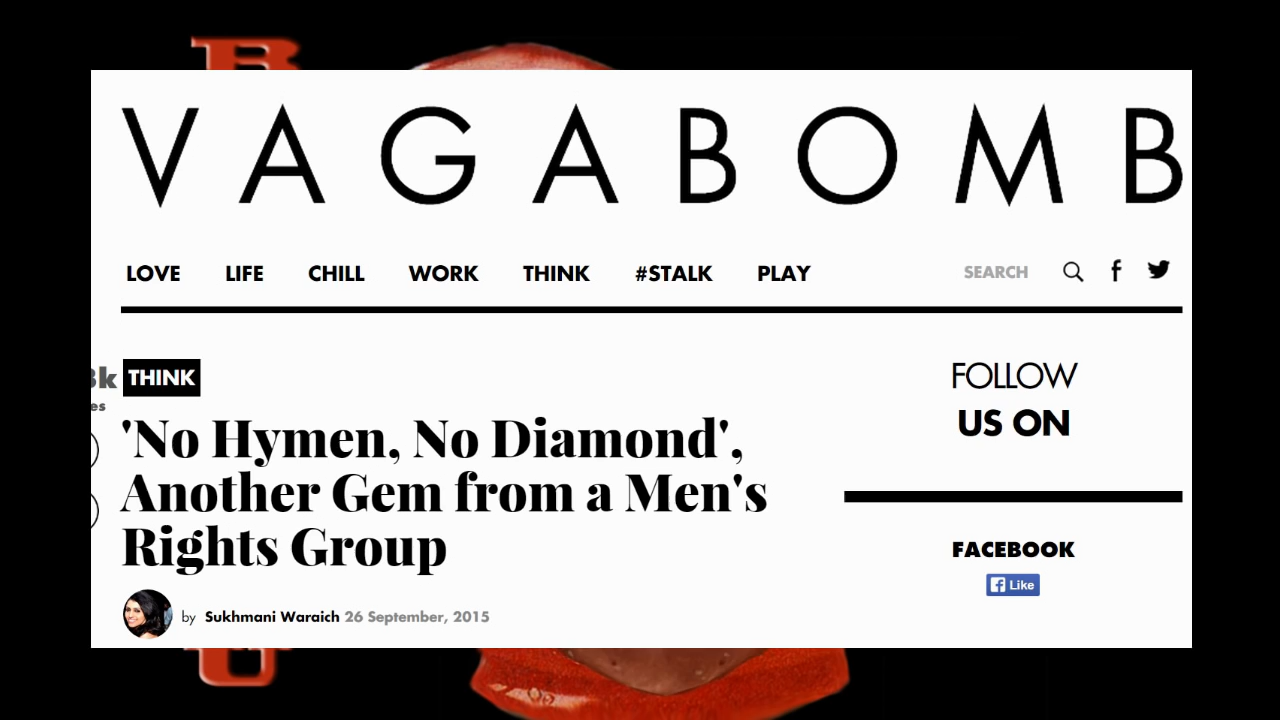 V A G A B O M B
LOVE LIFE CHILL WORK THINK #STALK PLAY SEARCH
THINK
'No Hymen, No Diamond',
Another Gem from a Men's
Rights Group
by Sukhmani Waraich 26 September, 2015
FOLLOW
US ON
FACEBOOK
Like